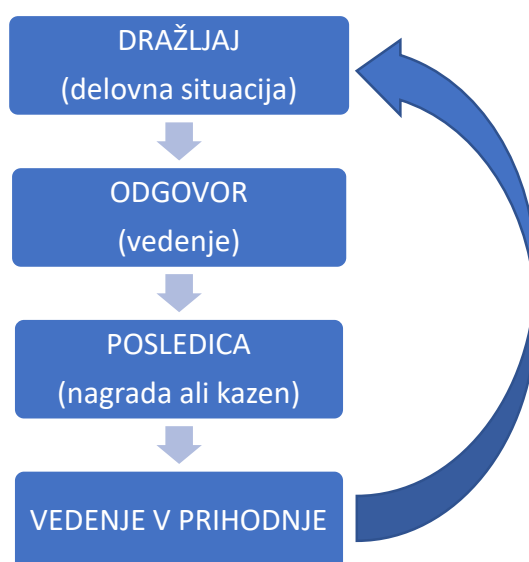 DRAŽLJAJ
(delovna situacija)
ODGOVOR
(vedenje)
POSLEDICA
(nagrada ali kazen)
VEDENJE V PRIHODNJE